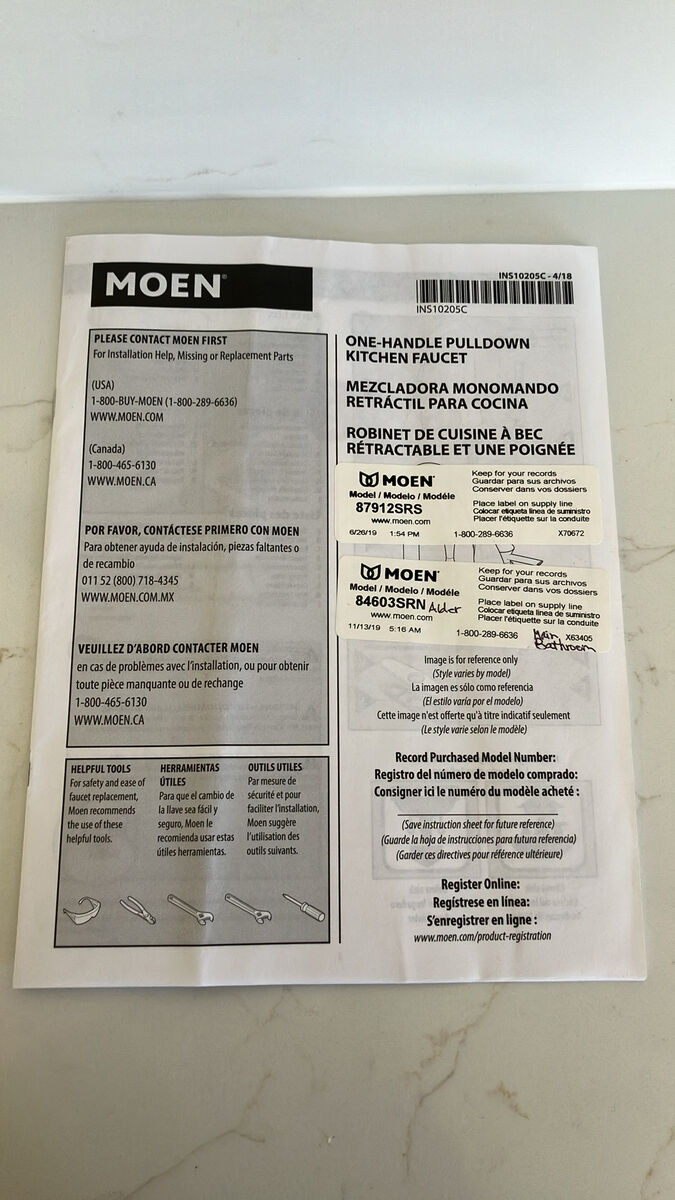 MOEN®
PLEASE CONTACT MOEN FIRST
For Installation Help, Missing or Replacement Parts
(USA)
1-800-BUY-MOEN (1-800-289-6636)
WWW.MOEN.COM
(Canada)
1-800-465-6130
WWW.MOEN.CA
POR FAVOR, CONTÁCTESE PRIMERO CON MOEN
Para obtener ayuda de instalación, piezas faltantes o
de recambio
011 52 (800) 718-4345
WWW.MOEN.COM.MX
VEUILLEZ D'ABORD CONTACTER MOEN
en cas de problèmes avec l'installation, ou pour obtenir
toute pièce manquante ou de rechange
1-800-465-6130
WWW.MOEN.CA
HELPFUL TOOLS
For safety and ease of
faucet replacement,
Moen recommends
the use of these
helpful tools.
HERRAMIENTAS
ÚTILES
Para que el cambio de
la llave sea fácil y
seguro, Moen le
recomienda usar estas
útiles herramientas.
OUTILS UTILES
Par mesure de
sécurité et pour
faciliter l'installation,
Moen suggère
l'utilisation des
outils suivants.
INS10205C - 4/18
INS10205C
ONE-HANDLE PULLDOWN
KITCHEN FAUCET
MEZCLADORA MONOMANDO
RETRÁCTIL PARA COCINA
ROBINET DE CUISINE À BEC
RÉTRACTABLE ET UNE POIGNÉE
MOEN®
Model / Modelo / Modéle
87912SRS
www.moen.com
6/26/19 1:54 PM
Keep for your records
Guardar para sus archivos
Conserver dans vos dossiers
Place label on supply line
Colocar etiqueta linea de suministro
Placer l'étiquette sur la conduite
1-800-289-6636 X70672
MOEN®
Model / Modelo / Modéle
84603SRN Alder
www.moen.com
11/13/19 5:16 AM
Keep for your records
Guardar para sus archivos
Conserver dans vos dossiers
Place label on supply line
Colocar etiqueta linea de suministro
Placer l'étiquette sur la conduite
1-800-289-6636 Main X63405
Bathroom
Image is for reference only
(Style varies by model)
La imagen es sólo como referencia
(El estilo varía por el modelo)
Cette image n'est offerte qu'à titre indicatif seulement
(Le style varie selon le modèle)
Record Purchased Model Number:
Registro del número de modelo comprado:
Consigner ici le numéro du modèle acheté :
(Save instruction sheet for future reference)
(Guarde la hoja de instrucciones para futura referencia)
(Garder ces directives pour référence ultérieure)
Register Online:
Regístrese en línea:
S'enregistrer en ligne :
www.moen.com/product-registration